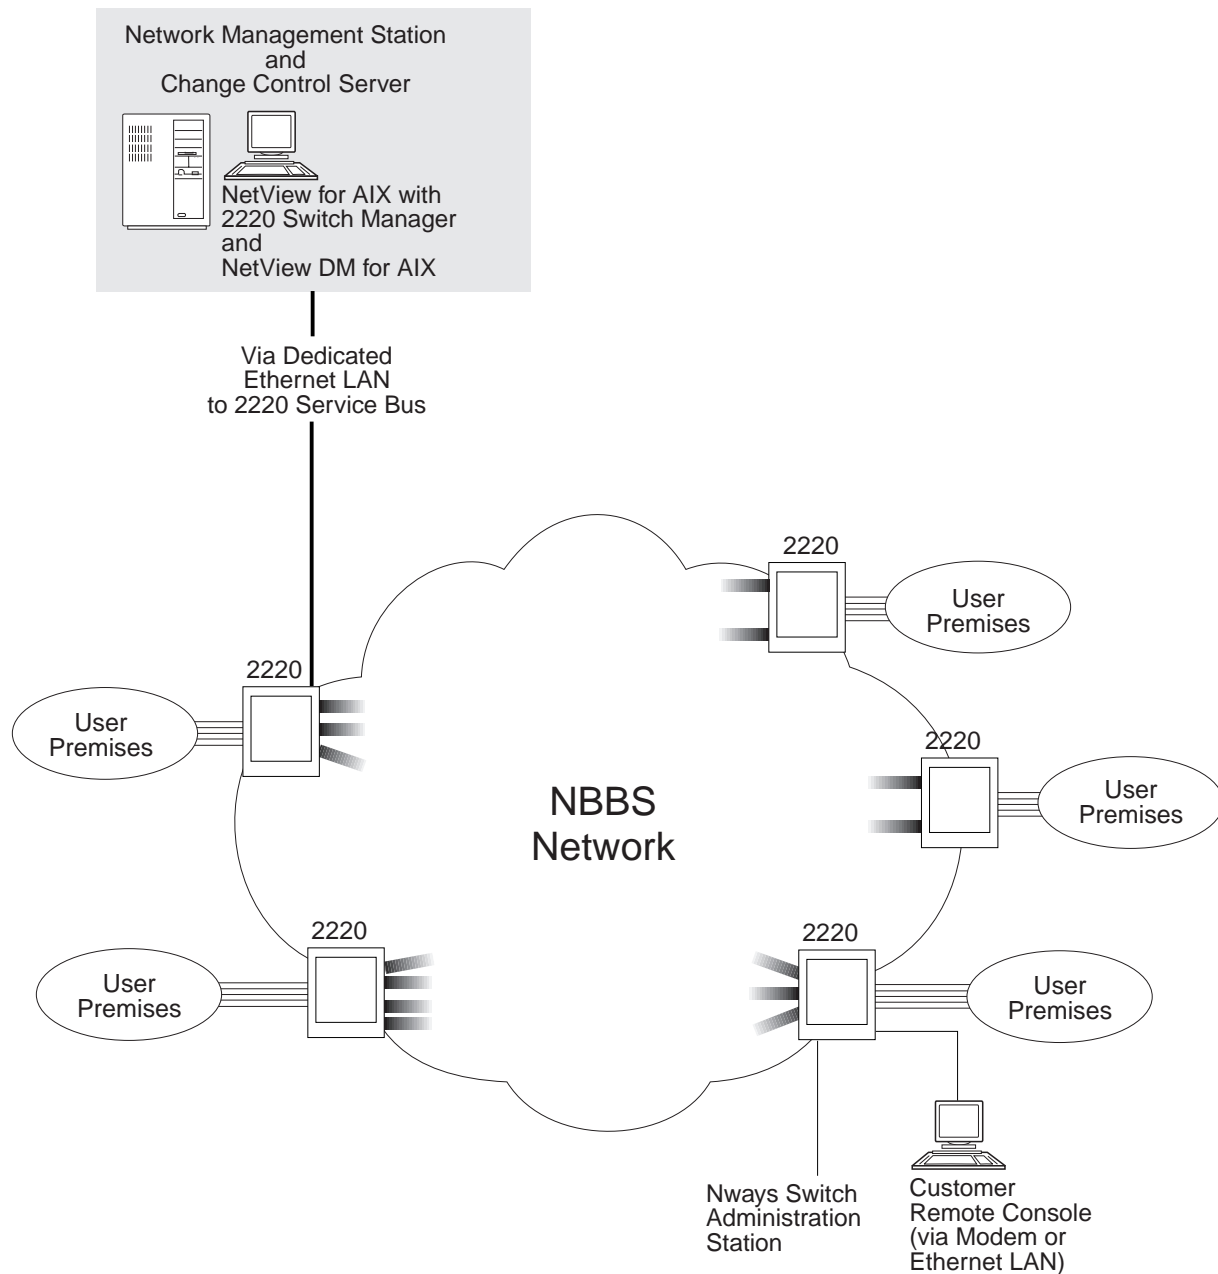 Network Management Station
and
Change Control Server
NetView for AIX with
2220 Switch Manager
and
NetView DM for AIX
Via Dedicated
Ethernet LAN
to 2220 Service Bus
2220
User
Premises
2220
User
Premises
2220
User
Premises
NBBS
Network
2220
User
Premises
2220
User
Premises
Nways Switch
Administration
Station
Customer
Remote Console
(via Modem or
Ethernet LAN)